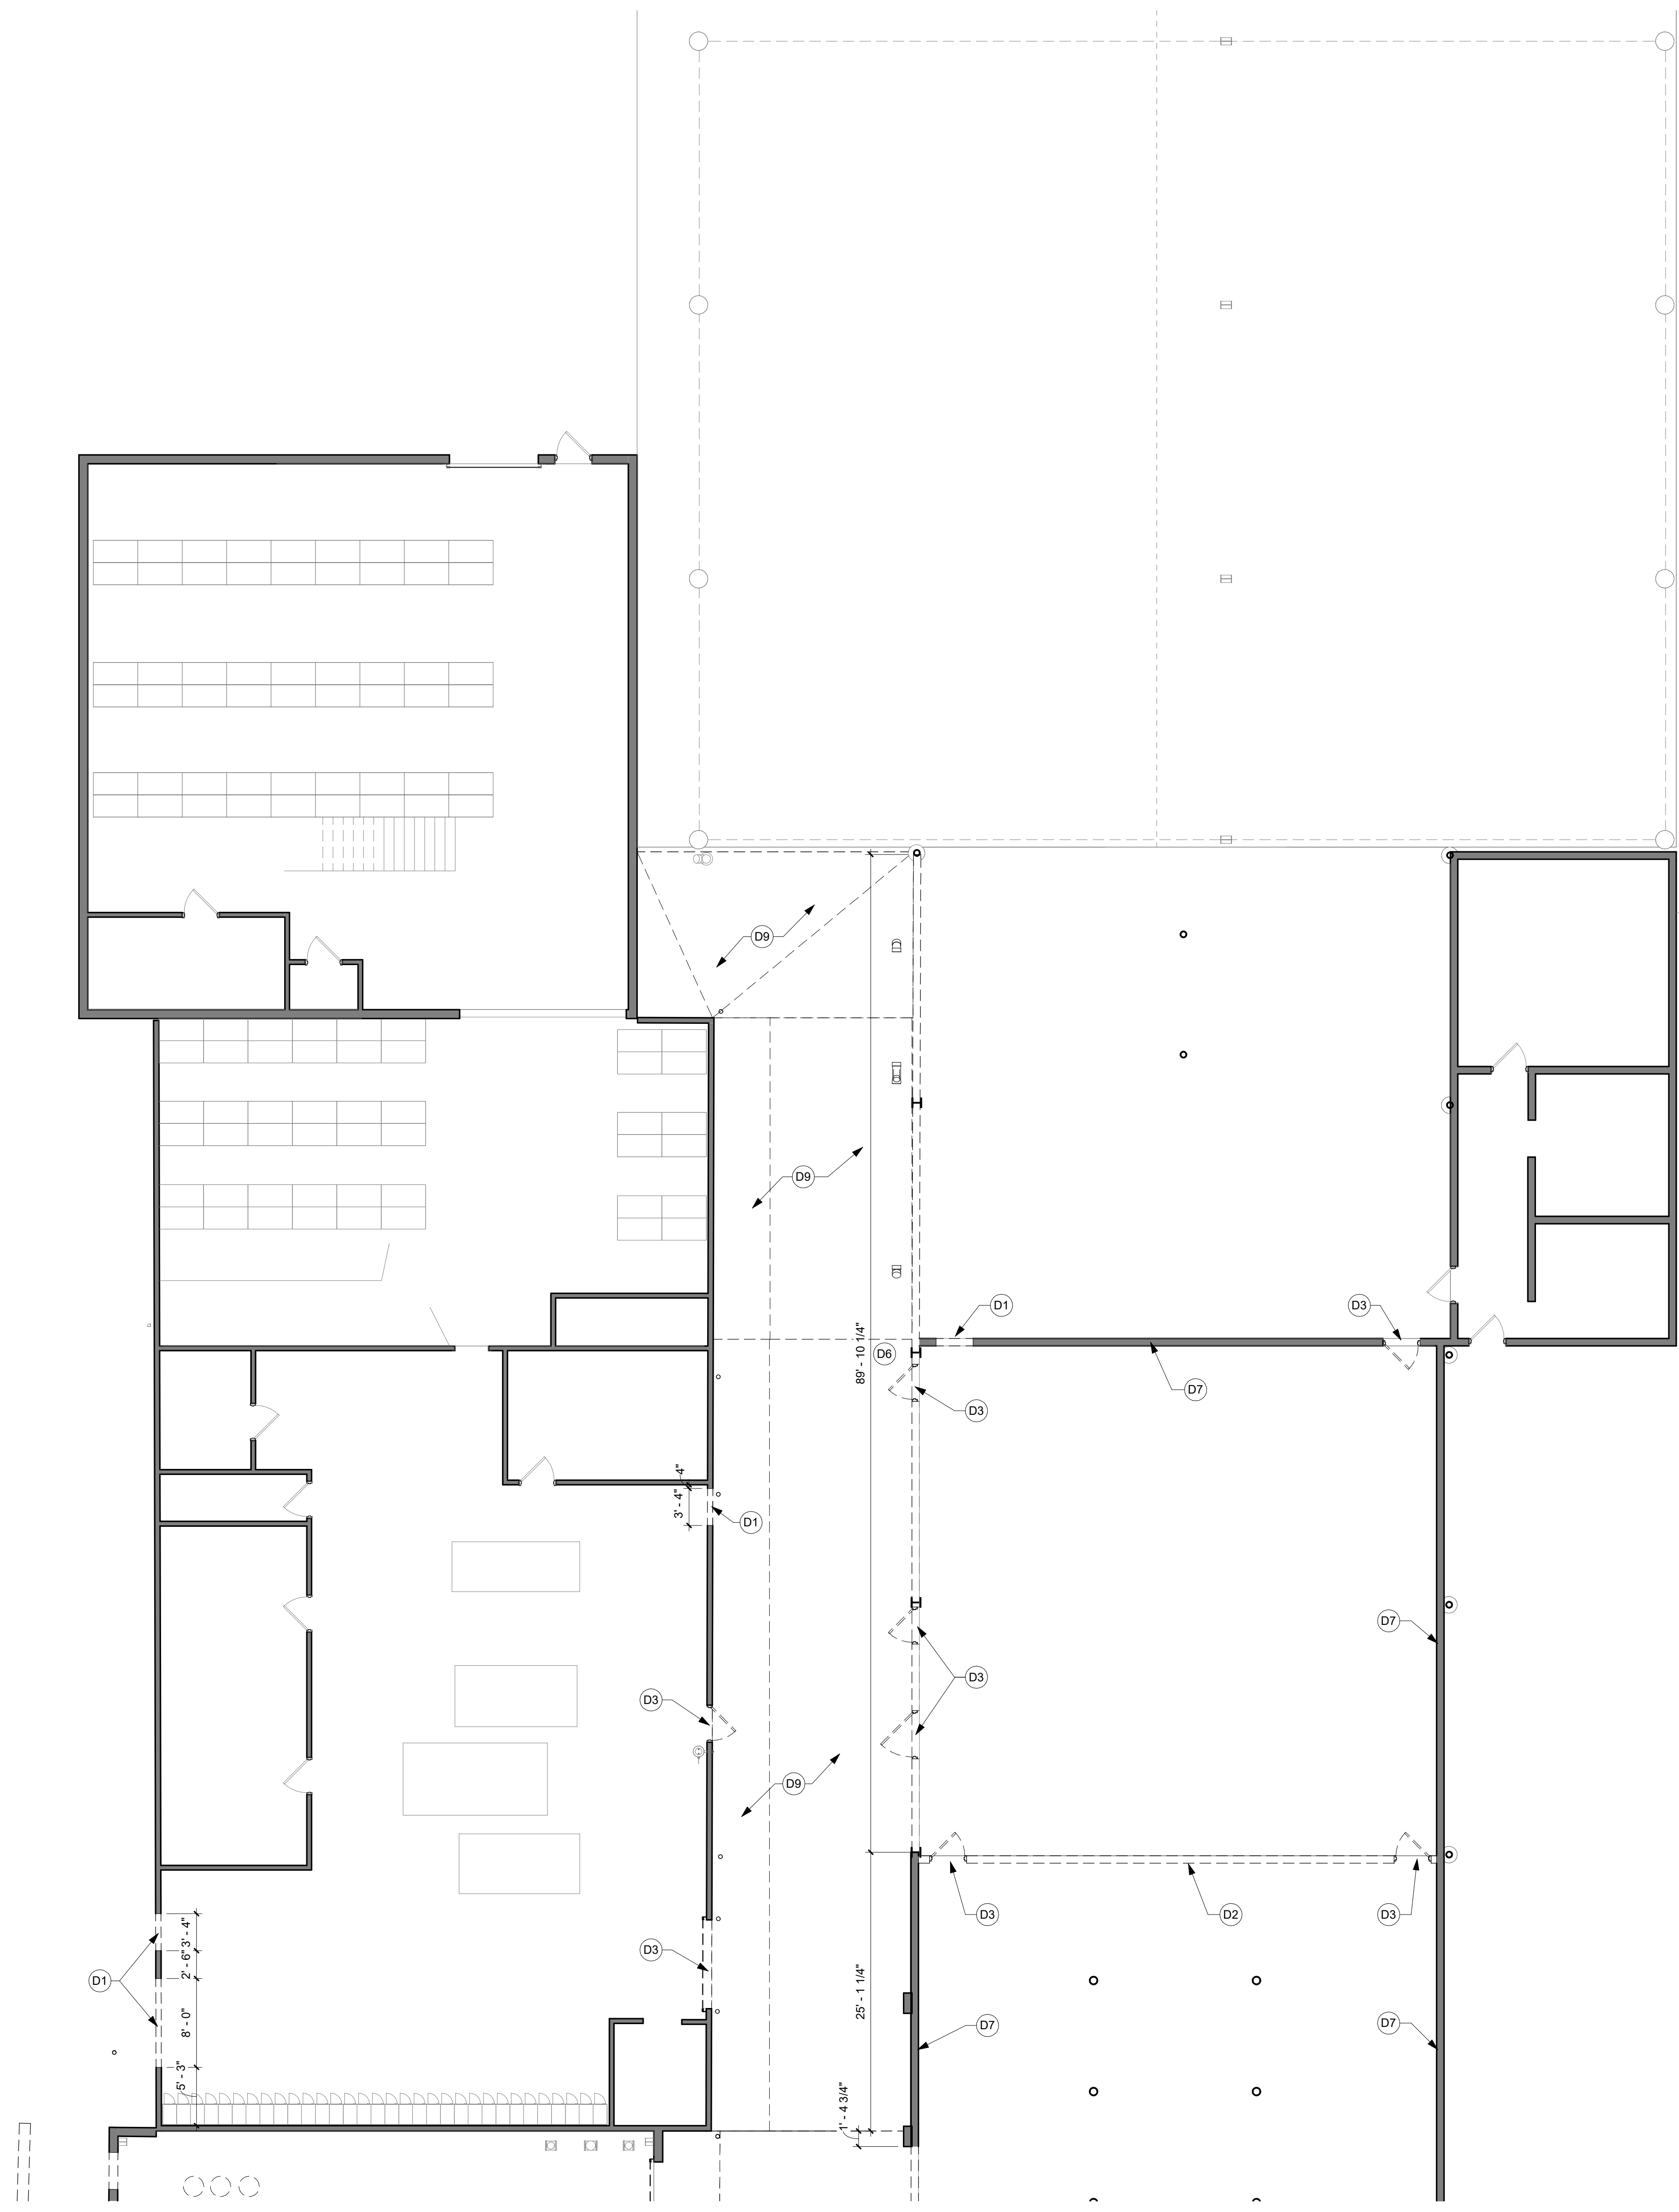 D9
D9
D1
D3
D6
89' - 10 1/4"
D7
D3
4"
3' - 4"
D1
D7
D3
D3
D9
D3
D2
D3
3' - 4"
D3
2' - 6"
D1
8' - 0"
25' - 1 1/4"
D7
D7
5' - 3"
1' - 4 3/4"